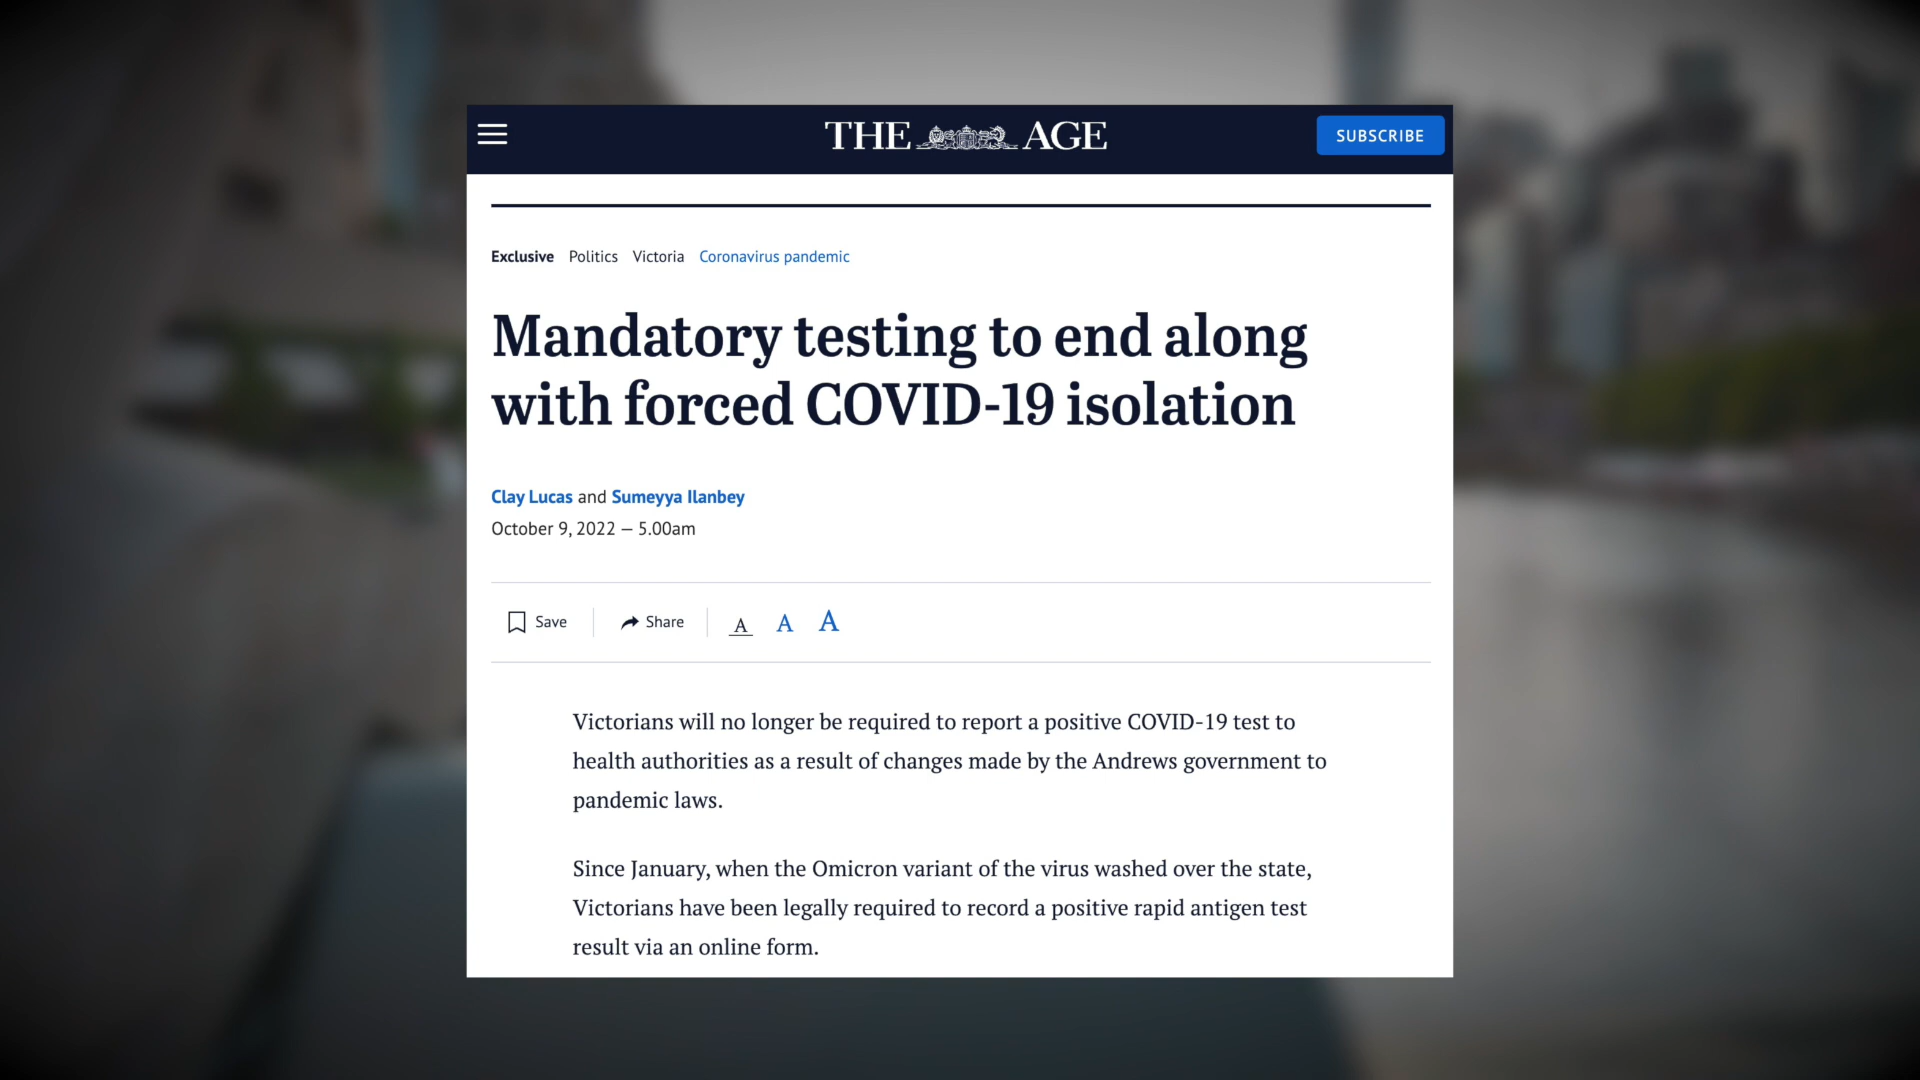 THE AGE
SUBSCRIBE
Exclusive Politics Victoria Coronavirus pandemic
Mandatory testing to end along
with forced COVID-19 isolation
Clay Lucas and Sumeyya Ilanbey
October 9, 2022 – 5.00am
Save Share A A A
Victorians will no longer be required to report a positive COVID-19 test to
health authorities as a result of changes made by the Andrews government to
pandemic laws.
Since January, when the Omicron variant of the virus washed over the state,
Victorians have been legally required to record a positive rapid antigen test
result via an online form.